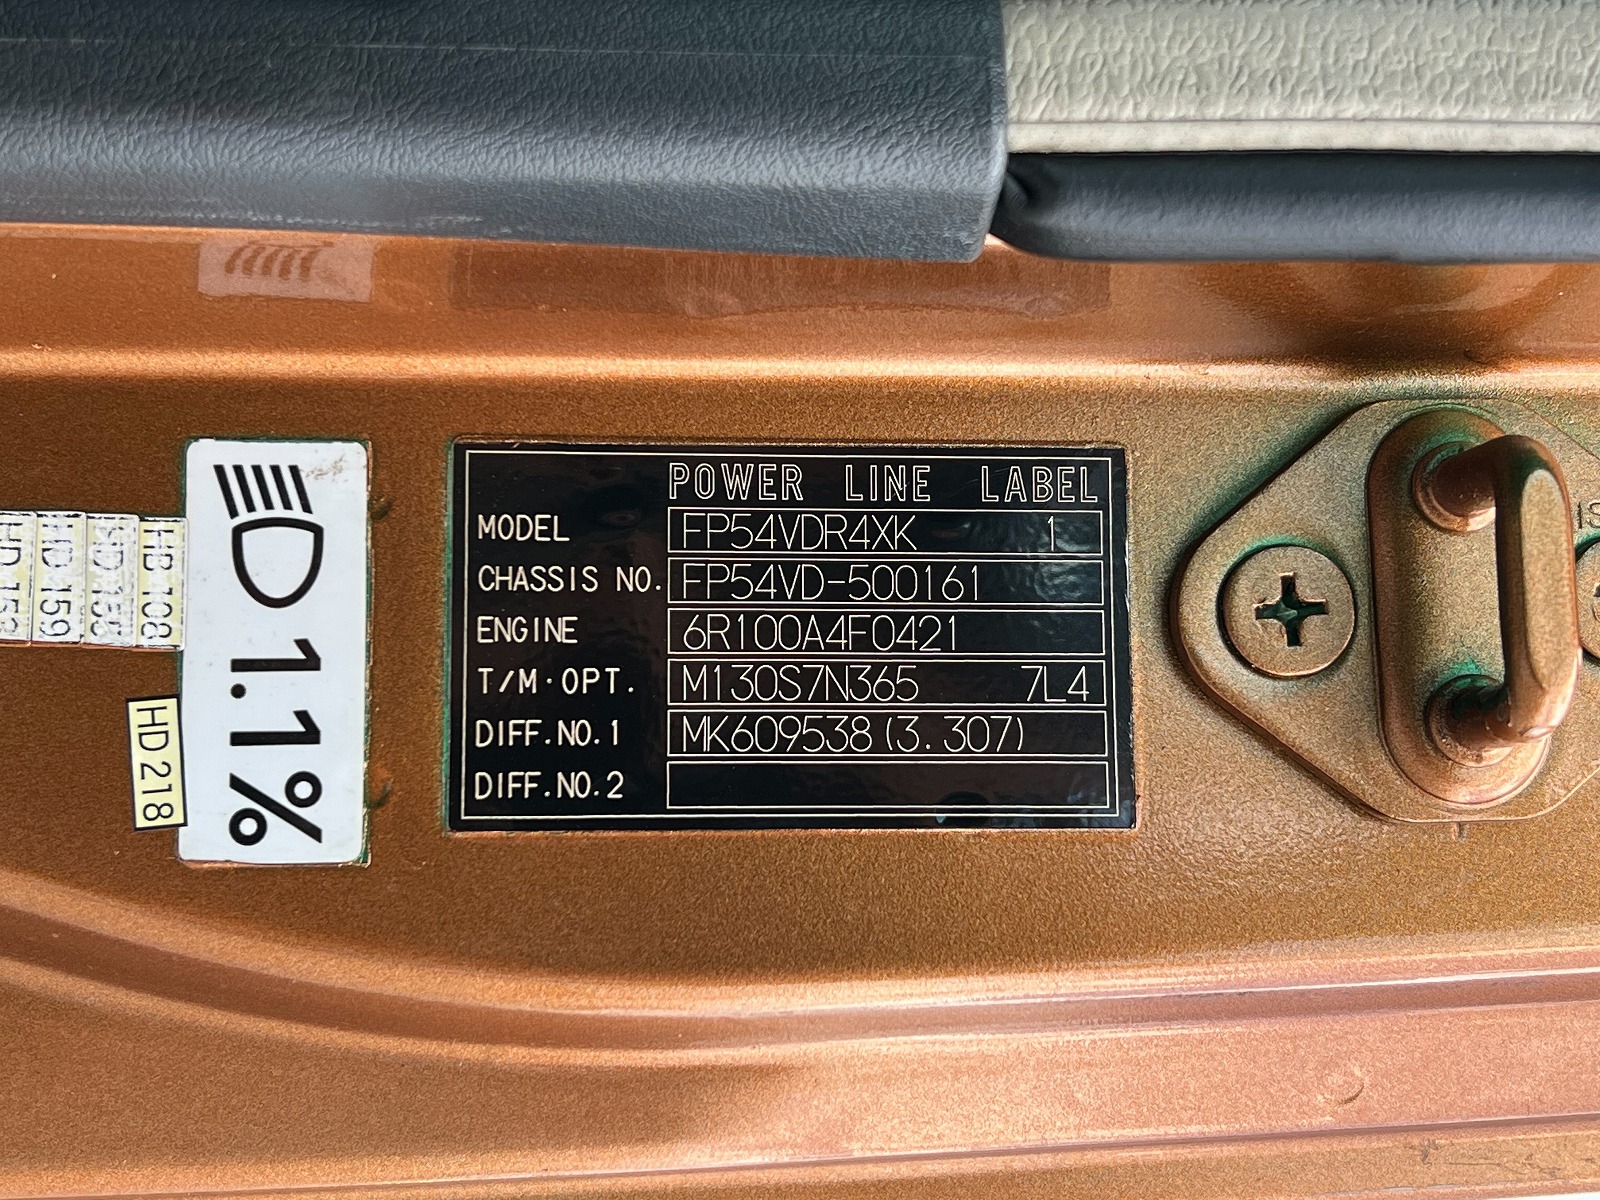 POWER LINE LABEL
MODEL FP54VDR4XK 1
CHASSIS NO. FP54VD-500161
ENGINE 6R100A4F0421
T/M·OPT. M130S7N365 7L4
DIFF.NO.1 MK609538(3.307)
DIFF.NO.2
1.1%
HD 108
HD 159
HD218